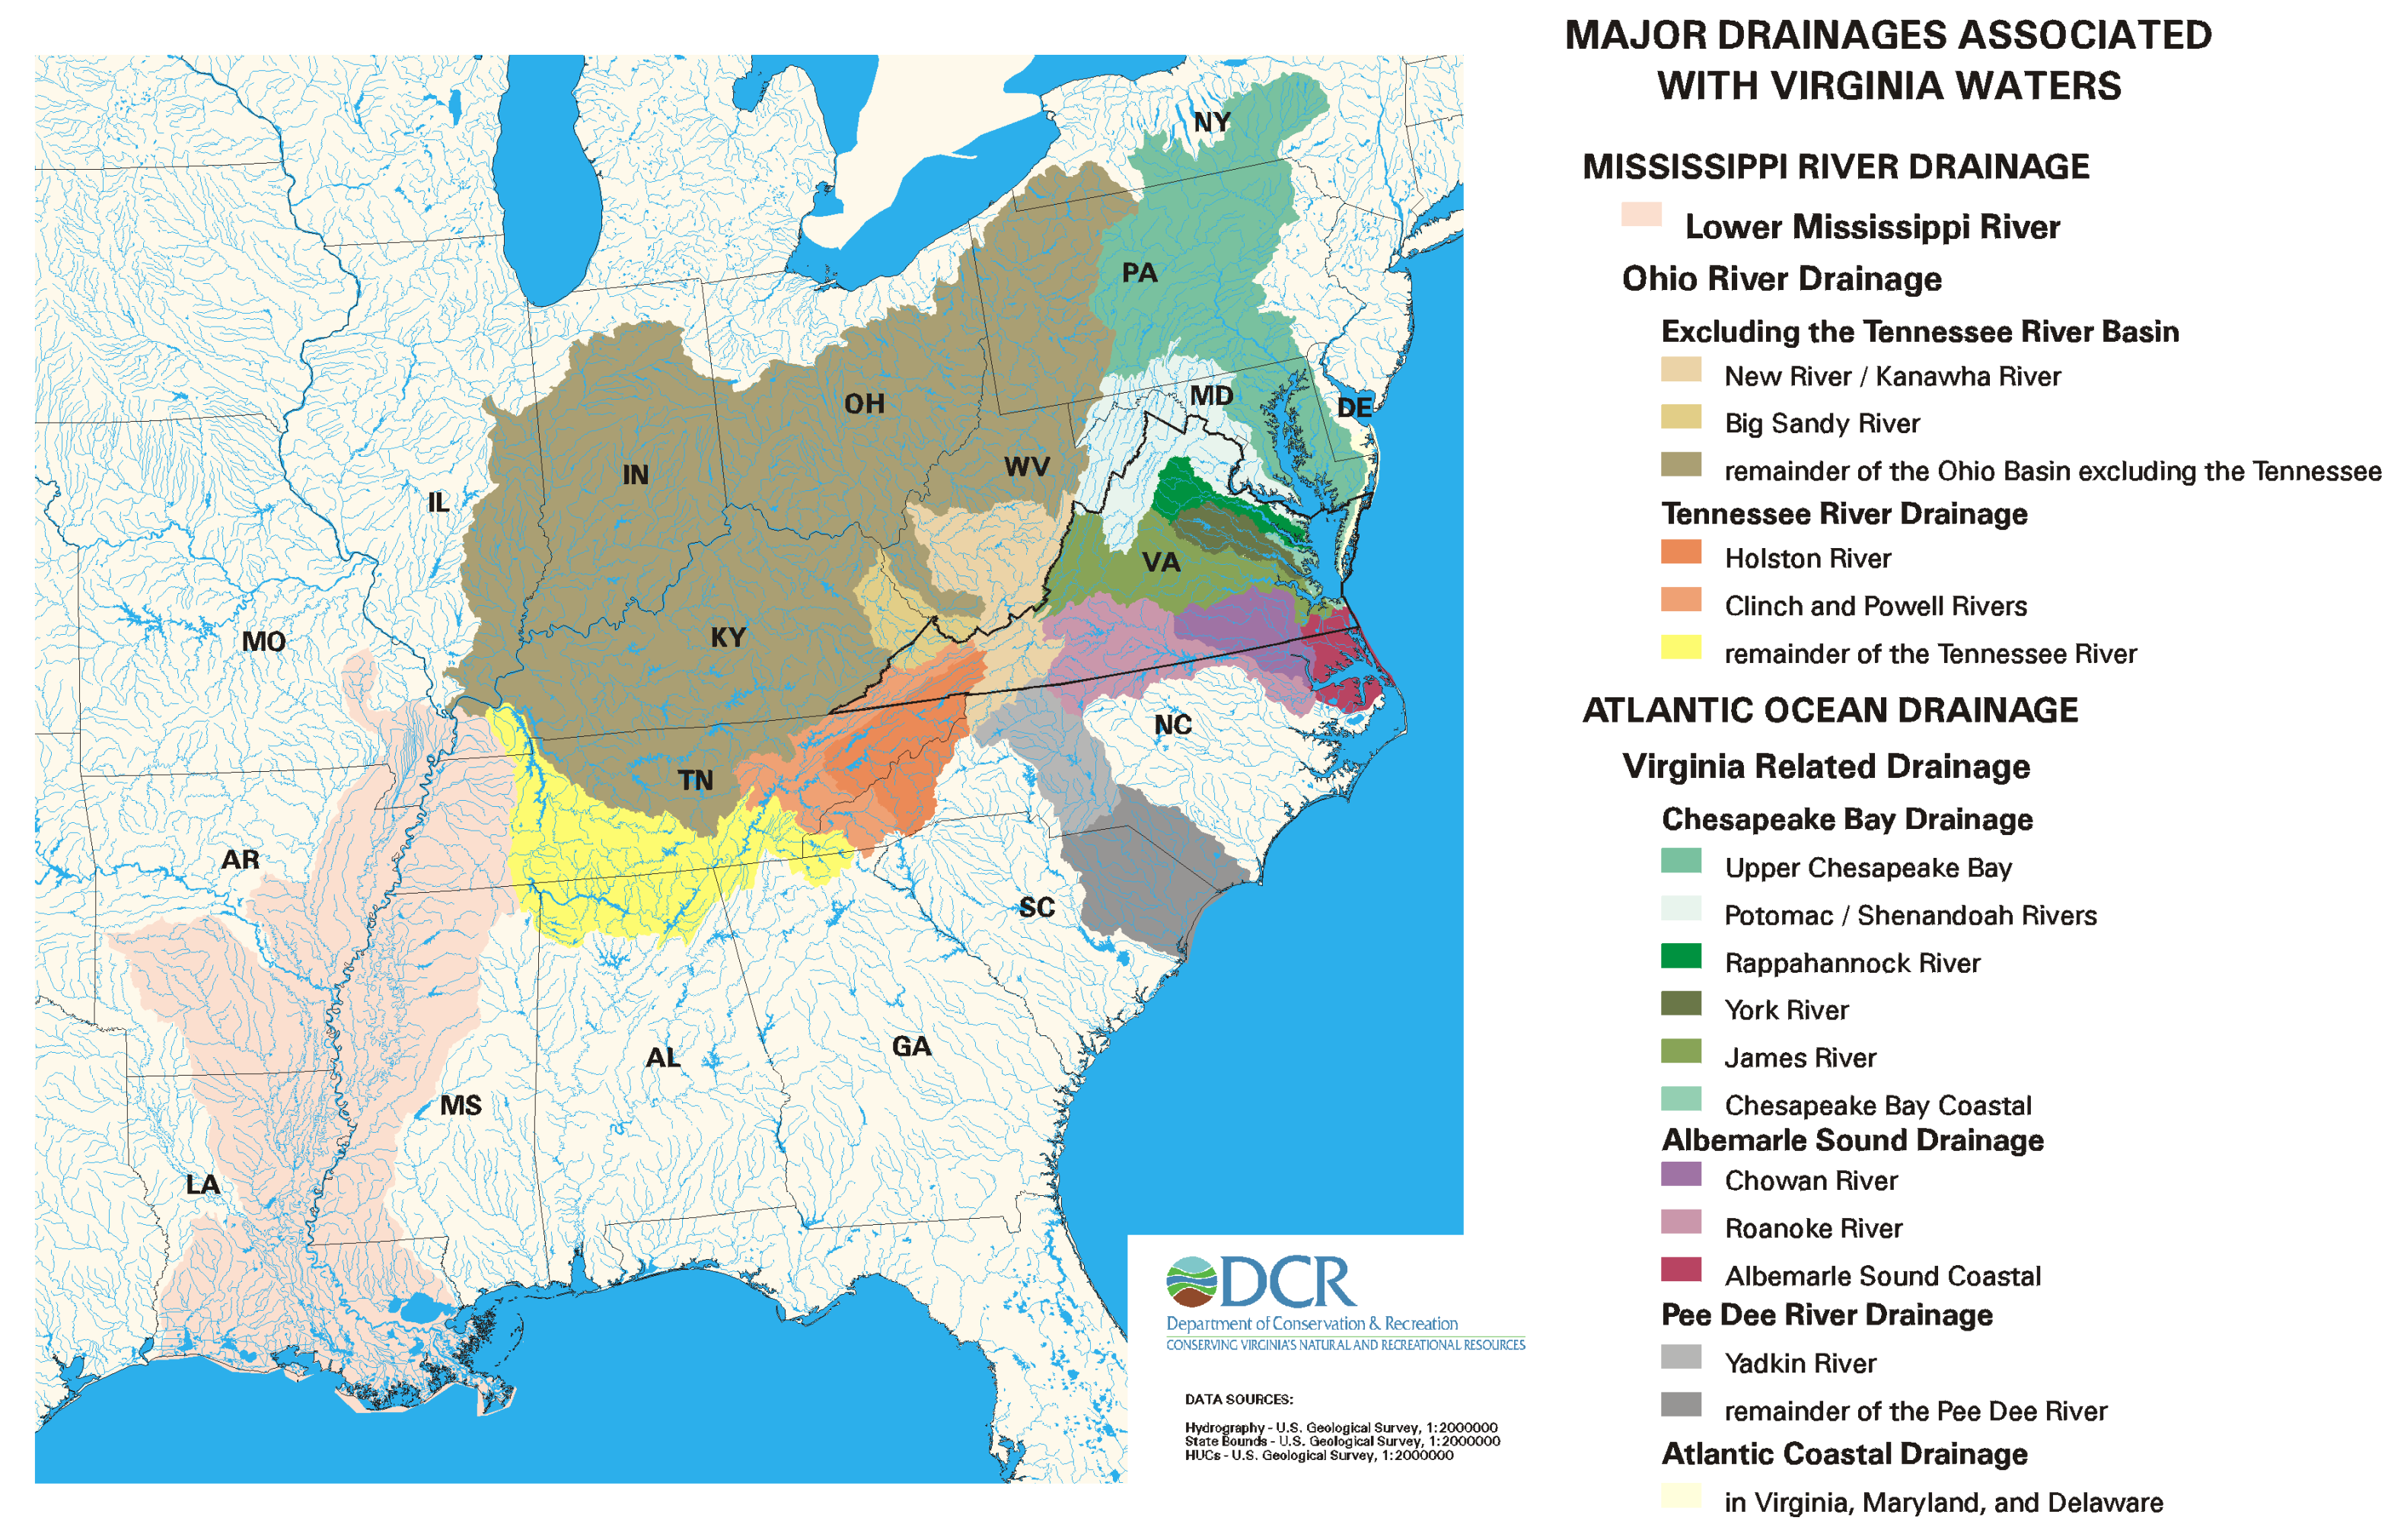 MAJOR DRAINAGES ASSOCIATED
WITH VIRGINIA WATERS
MISSISSIPPI RIVER DRAINAGE
Lower Mississippi River
Ohio River Drainage
Excluding the Tennessee River Basin
New River / Kanawha River
Big Sandy River
remainder of the Ohio Basin excluding the Tennessee
Tennessee River Drainage
Holston River
Clinch and Powell Rivers
remainder of the Tennessee River
ATLANTIC OCEAN DRAINAGE
Virginia Related Drainage
Chesapeake Bay Drainage
Upper Chesapeake Bay
Potomac / Shenandoah Rivers
Rappahannock River
York River
James River
Chesapeake Bay Coastal
Albemarle Sound Drainage
Chowan River
Roanoke River
Albemarle Sound Coastal
Pee Dee River Drainage
Yadkin River
remainder of the Pee Dee River
Atlantic Coastal Drainage
in Virginia, Maryland, and Delaware
NY
PA
MD
DE
OH
WV
IN
IL
VA
KY
MO
NC
TN
AR
SC
GA
AL
MS
LA
DCR
Department of Conservation & Recreation
CONSERVING VIRGINIA'S NATURAL AND RECREATIONAL RESOURCES
DATA SOURCES:
Hydrography - U.S. Geological Survey, 1:2000000
State Bounds - U.S. Geological Survey, 1:2000000
HUCs - U.S. Geological Survey, 1:2000000